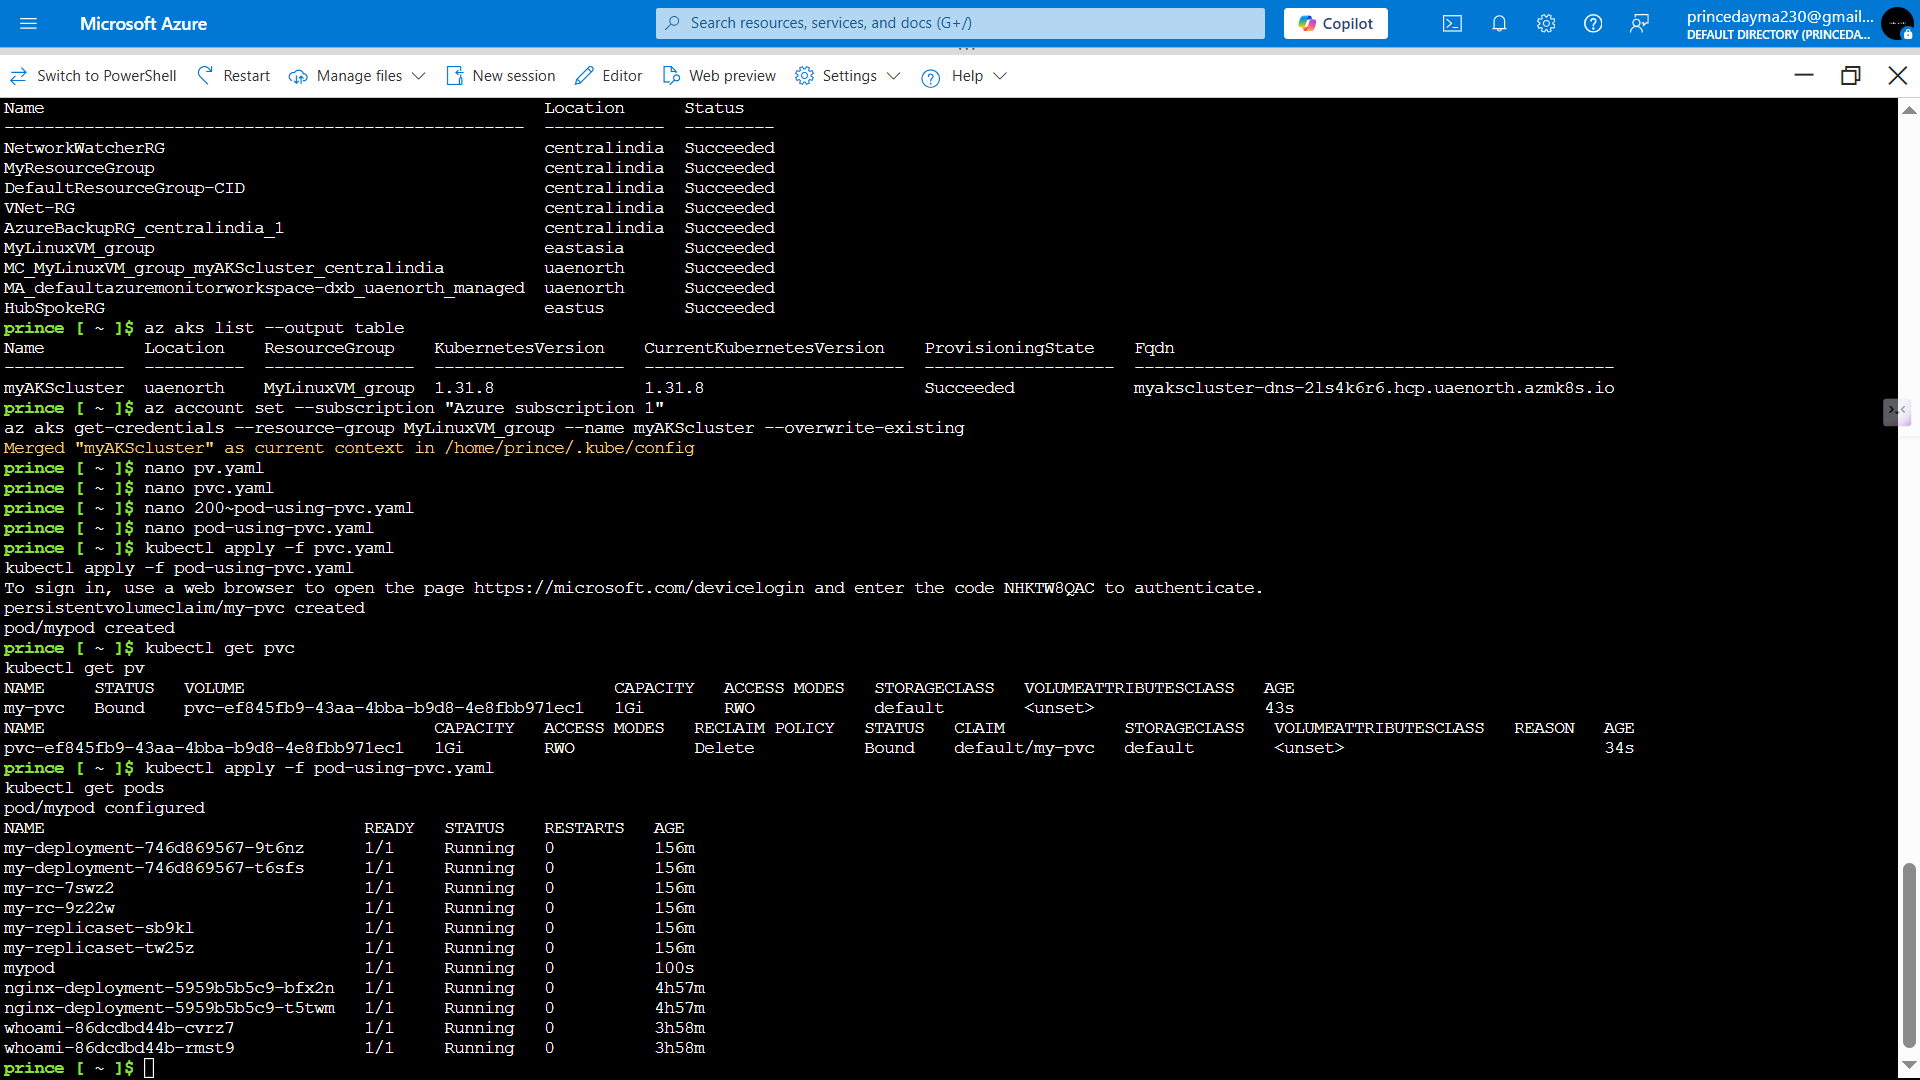 Microsoft Azure
Search resources, services, and docs (G+/)
Copilot
princedayma230@gmail...
DEFAULT DIRECTORY (PRINCEDA...
Switch to PowerShell Restart Manage files New session Editor Web preview Settings Help
Name Location Status
---------------------------------------------------- ------------ ---------
NetworkWatcherRG centralindia Succeeded
MyResourceGroup centralindia Succeeded
DefaultResourceGroup-CID centralindia Succeeded
VNet-RG centralindia Succeeded
AzureBackupRG_centralindia_1 centralindia Succeeded
MyLinuxVM_group eastasia Succeeded
MC_MyLinuxVM_group_myAKScluster_centralindia uaenorth Succeeded
MA_defaultazuremonitorworkspace-dxb_uaenorth_managed uaenorth Succeeded
HubSpokeRG eastus Succeeded
prince [ ~ ]$ az aks list --output table
Name Location ResourceGroup KubernetesVersion CurrentKubernetesVersion ProvisioningState Fqdn
------------ ---------- --------------- ------------------- -------------------------- ------------------- ------------------------------------------------
myAKScluster uaenorth MyLinuxVM_group 1.31.8 1.31.8 Succeeded myakscluster-dns-2ls4k6r6.hcp.uaenorth.azmk8s.io
prince [ ~ ]$ az account set --subscription "Azure subscription 1"
az aks get-credentials --resource-group MyLinuxVM_group --name myAKScluster --overwrite-existing
Merged "myAKScluster" as current context in /home/prince/.kube/config
prince [ ~ ]$ nano pv.yaml
prince [ ~ ]$ nano pvc.yaml
prince [ ~ ]$ nano 200~pod-using-pvc.yaml
prince [ ~ ]$ nano pod-using-pvc.yaml
prince [ ~ ]$ kubectl apply -f pvc.yaml
kubectl apply -f pod-using-pvc.yaml
To sign in, use a web browser to open the page https://microsoft.com/devicelogin and enter the code NHKTW8QAC to authenticate.
persistentvolumeclaim/my-pvc created
pod/mypod created
prince [ ~ ]$ kubectl get pvc
kubectl get pv
NAME STATUS VOLUME CAPACITY ACCESS MODES STORAGECLASS VOLUMEATTRIBUTESCLASS AGE
my-pvc Bound pvc-ef845fb9-43aa-4bba-b9d8-4e8fbb971ec1 1Gi RWO default <unset> 43s
NAME CAPACITY ACCESS MODES RECLAIM POLICY STATUS CLAIM STORAGECLASS VOLUMEATTRIBUTESCLASS REASON AGE
pvc-ef845fb9-43aa-4bba-b9d8-4e8fbb971ec1 1Gi RWO Delete Bound default/my-pvc default <unset> 34s
prince [ ~ ]$ kubectl apply -f pod-using-pvc.yaml
kubectl get pods
pod/mypod configured
NAME READY STATUS RESTARTS AGE
my-deployment-746d869567-9t6nz 1/1 Running 0 156m
my-deployment-746d869567-t6sfs 1/1 Running 0 156m
my-rc-7swz2 1/1 Running 0 156m
my-rc-9z22w 1/1 Running 0 156m
my-replicaset-sb9kl 1/1 Running 0 156m
my-replicaset-tw25z 1/1 Running 0 156m
mypod 1/1 Running 0 100s
nginx-deployment-5959b5b5c9-bfx2n 1/1 Running 0 4h57m
nginx-deployment-5959b5b5c9-t5twm 1/1 Running 0 4h57m
whoami-86dcdbd44b-cvrz7 1/1 Running 0 3h58m
whoami-86dcdbd44b-rmst9 1/1 Running 0 3h58m
prince [ ~ ]$